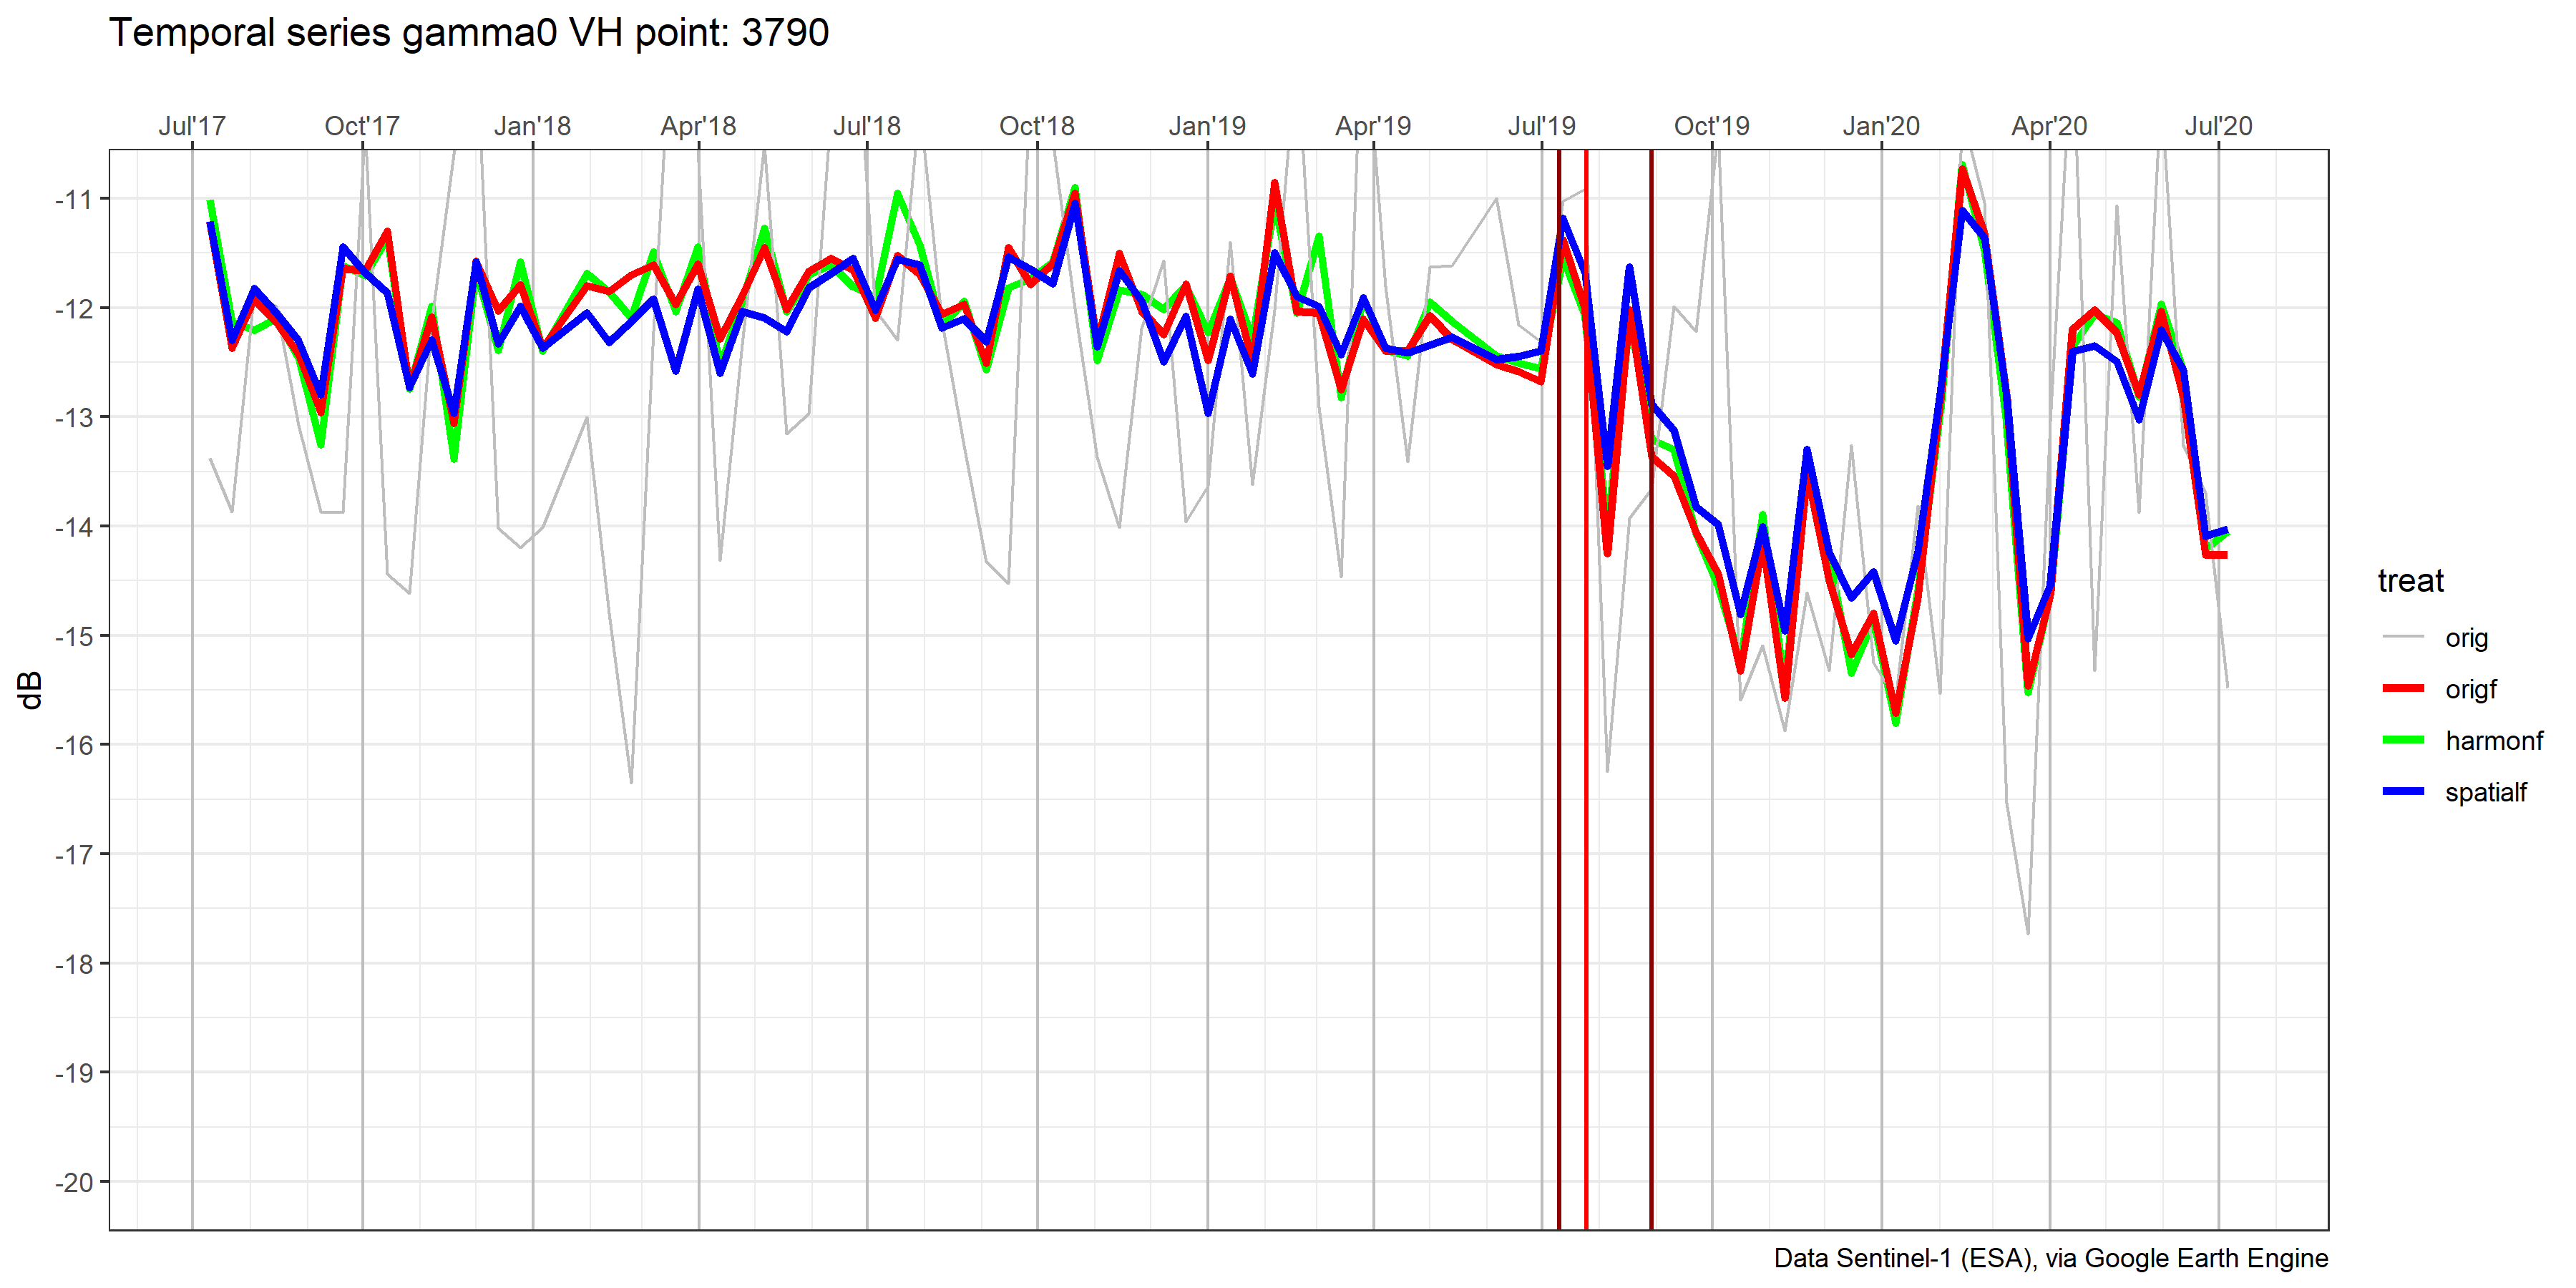 Temporal series gamma0 VH point: 3790
Jul'17 Oct'17 Jan'18 Apr'18 Jul'18 Oct'18 Jan'19 Apr'19 Jul'19 Oct'19 Jan'20 Apr'20 Jul'20
-11
-12
-13
-14
-15
-16
-17
-18
-19
-20
dB
treat
orig
origf
harmonf
spatialf
Data Sentinel-1 (ESA), via Google Earth Engine